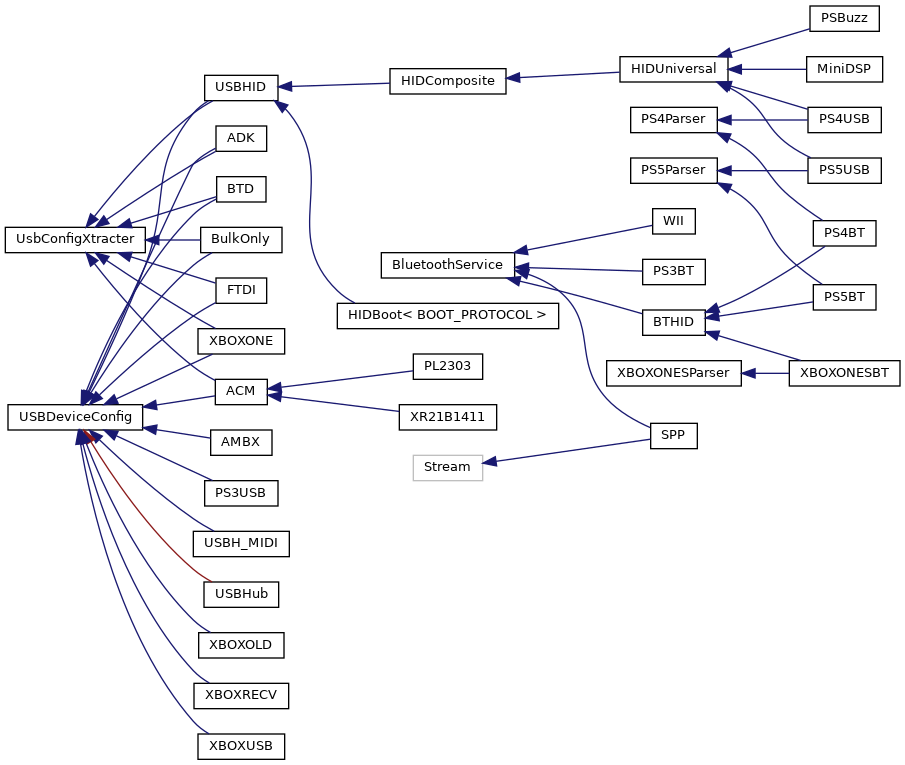 PSBuzz
USBHID
HIDComposite
HIDUniversal
MiniDSP
ADK
PS4Parser
PS4USB
BTD
PS5Parser
PS5USB
UsbConfigXtracter
BulkOnly
BluetoothService
WII
PS4BT
FTDI
PS3BT
PS5BT
HIDBoot< BOOT_PROTOCOL >
BTHID
XBOXONE
PL2303
XBOXONESParser
XBOXONESBT
ACM
USBDeviceConfig
XR21B1411
AMBX
SPP
Stream
PS3USB
USBH_MIDI
USBHub
XBOXOLD
XBOXRECV
XBOXUSB